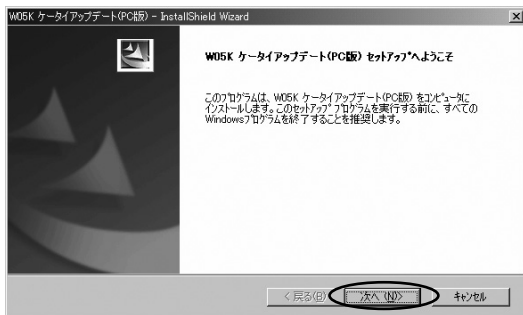 W05K ケータイアップデート(PC版) - InstallShield Wizard
W05K ケータイアップデート(PC版) セットアップへようこそ
このプログラムは、W05K ケータイアップデート(PC版) をコンピュータに
インストールします。このセットアップ プログラムを実行する前に、すべての
Windowsプログラムを終了することを推奨します。
< 戻る(B)
次へ (N)>
キャンセル